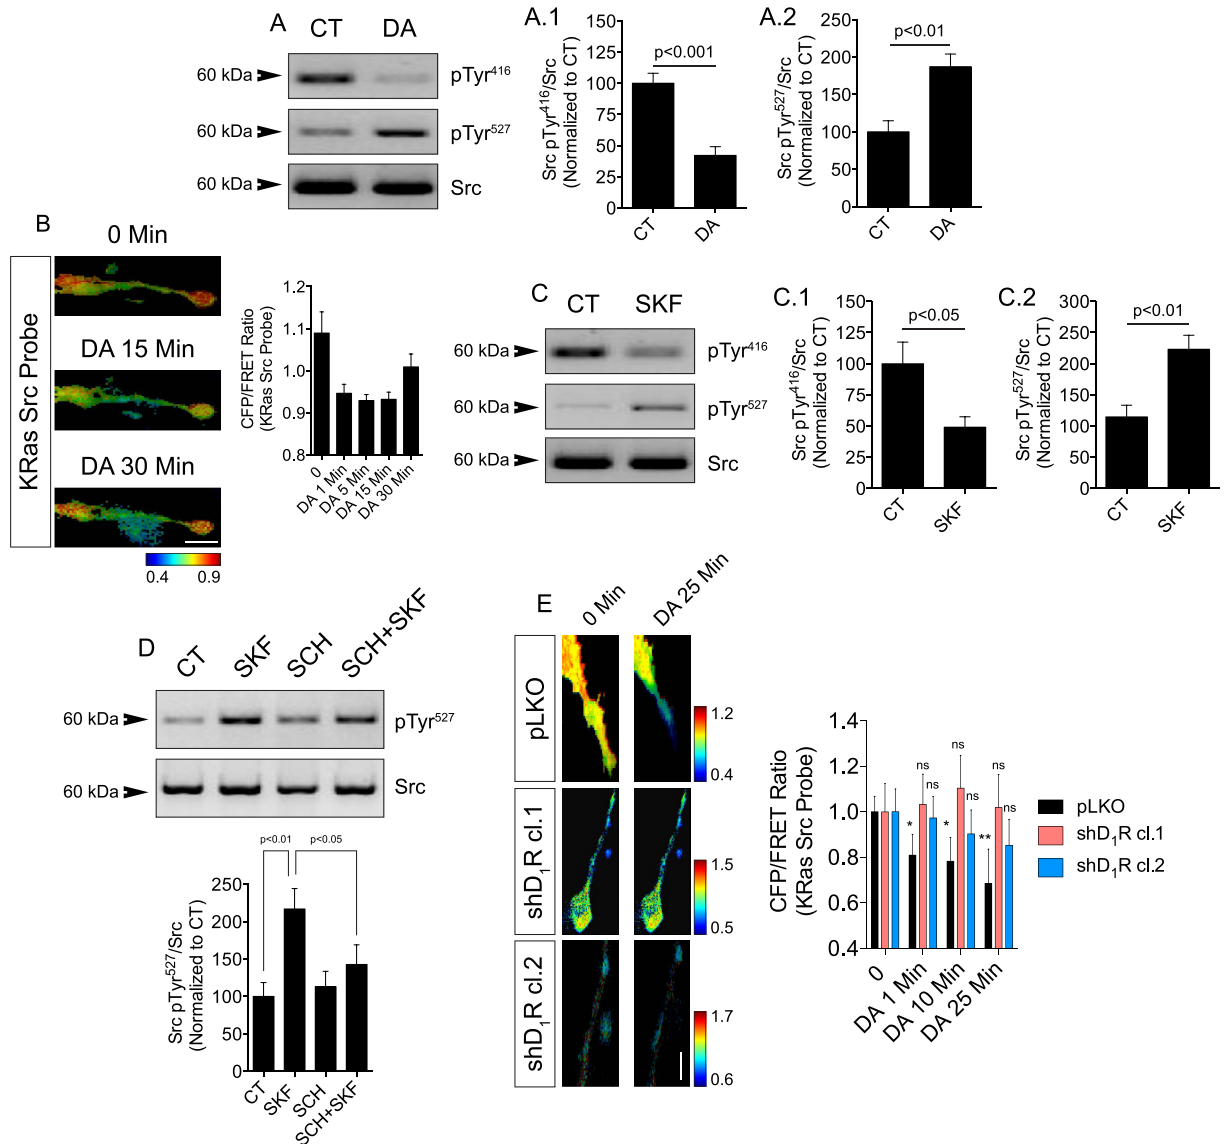 A
CT DA
60 kDa pTyr416
60 kDa pTyr527
60 kDa Src
A.1
Src pTyr416/Src
(Normalized to CT)
150
125
100
75
50
25
0
p<0.001
CT DA
A.2
Src pTyr527/Src
(Normalized to CT)
250
200
150
100
50
0
p<0.01
CT DA
B
KRas Src Probe
0 Min
DA 15 Min
DA 30 Min
0.4 0.9
CFP/FRET Ratio
(KRas Src Probe)
1.2
1.1
1.0
0.9
0.8
0 DA 1 Min DA 5 Min DA 15 Min DA 30 Min
C
CT SKF
60 kDa pTyr416
60 kDa pTyr527
60 kDa Src
C.1
Src pTyr416/Src
(Normalized to CT)
150
125
100
75
50
25
0
p<0.05
CT SKF
C.2
Src pTyr527/Src
(Normalized to CT)
300
250
200
150
100
50
0
p<0.01
CT SKF
D
CT SKF SCH SCH+SKF
60 kDa pTyr527
60 kDa Src
p<0.01 p<0.05
Src pTyr527/Src
(Normalized to CT)
250
200
150
100
50
0
CT SKF SCH SCH+SKF
E
0 Min DA 25 Min
pLKO
1.2
0.4
shD1R cl.1
1.5
0.5
shD1R cl.2
1.7
0.6
CFP/FRET Ratio
(KRas Src Probe)
1.4
1.2
1.0
0.8
0.6
0.4
* ns ns * ns ns ** ns ns
0 DA 1 Min DA 10 Min DA 25 Min
pLKO
shD1R cl.1
shD1R cl.2